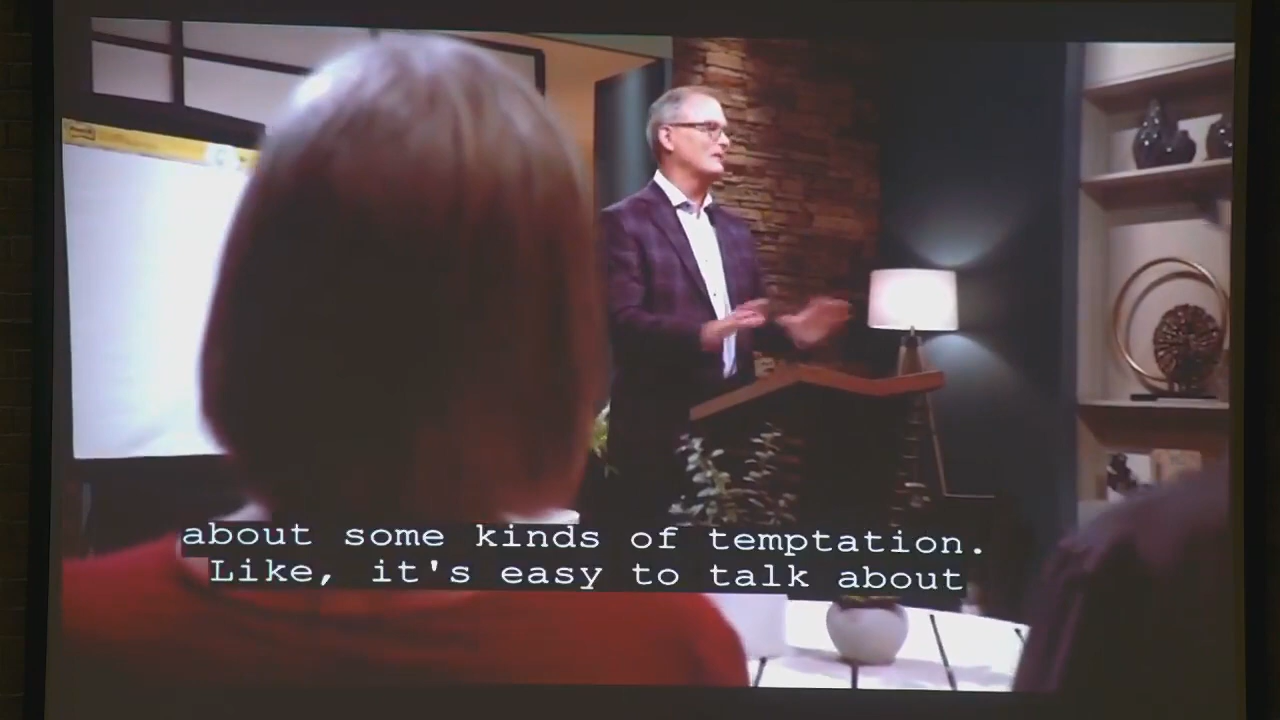 about some kinds of temptation.
Like, it's easy to talk about